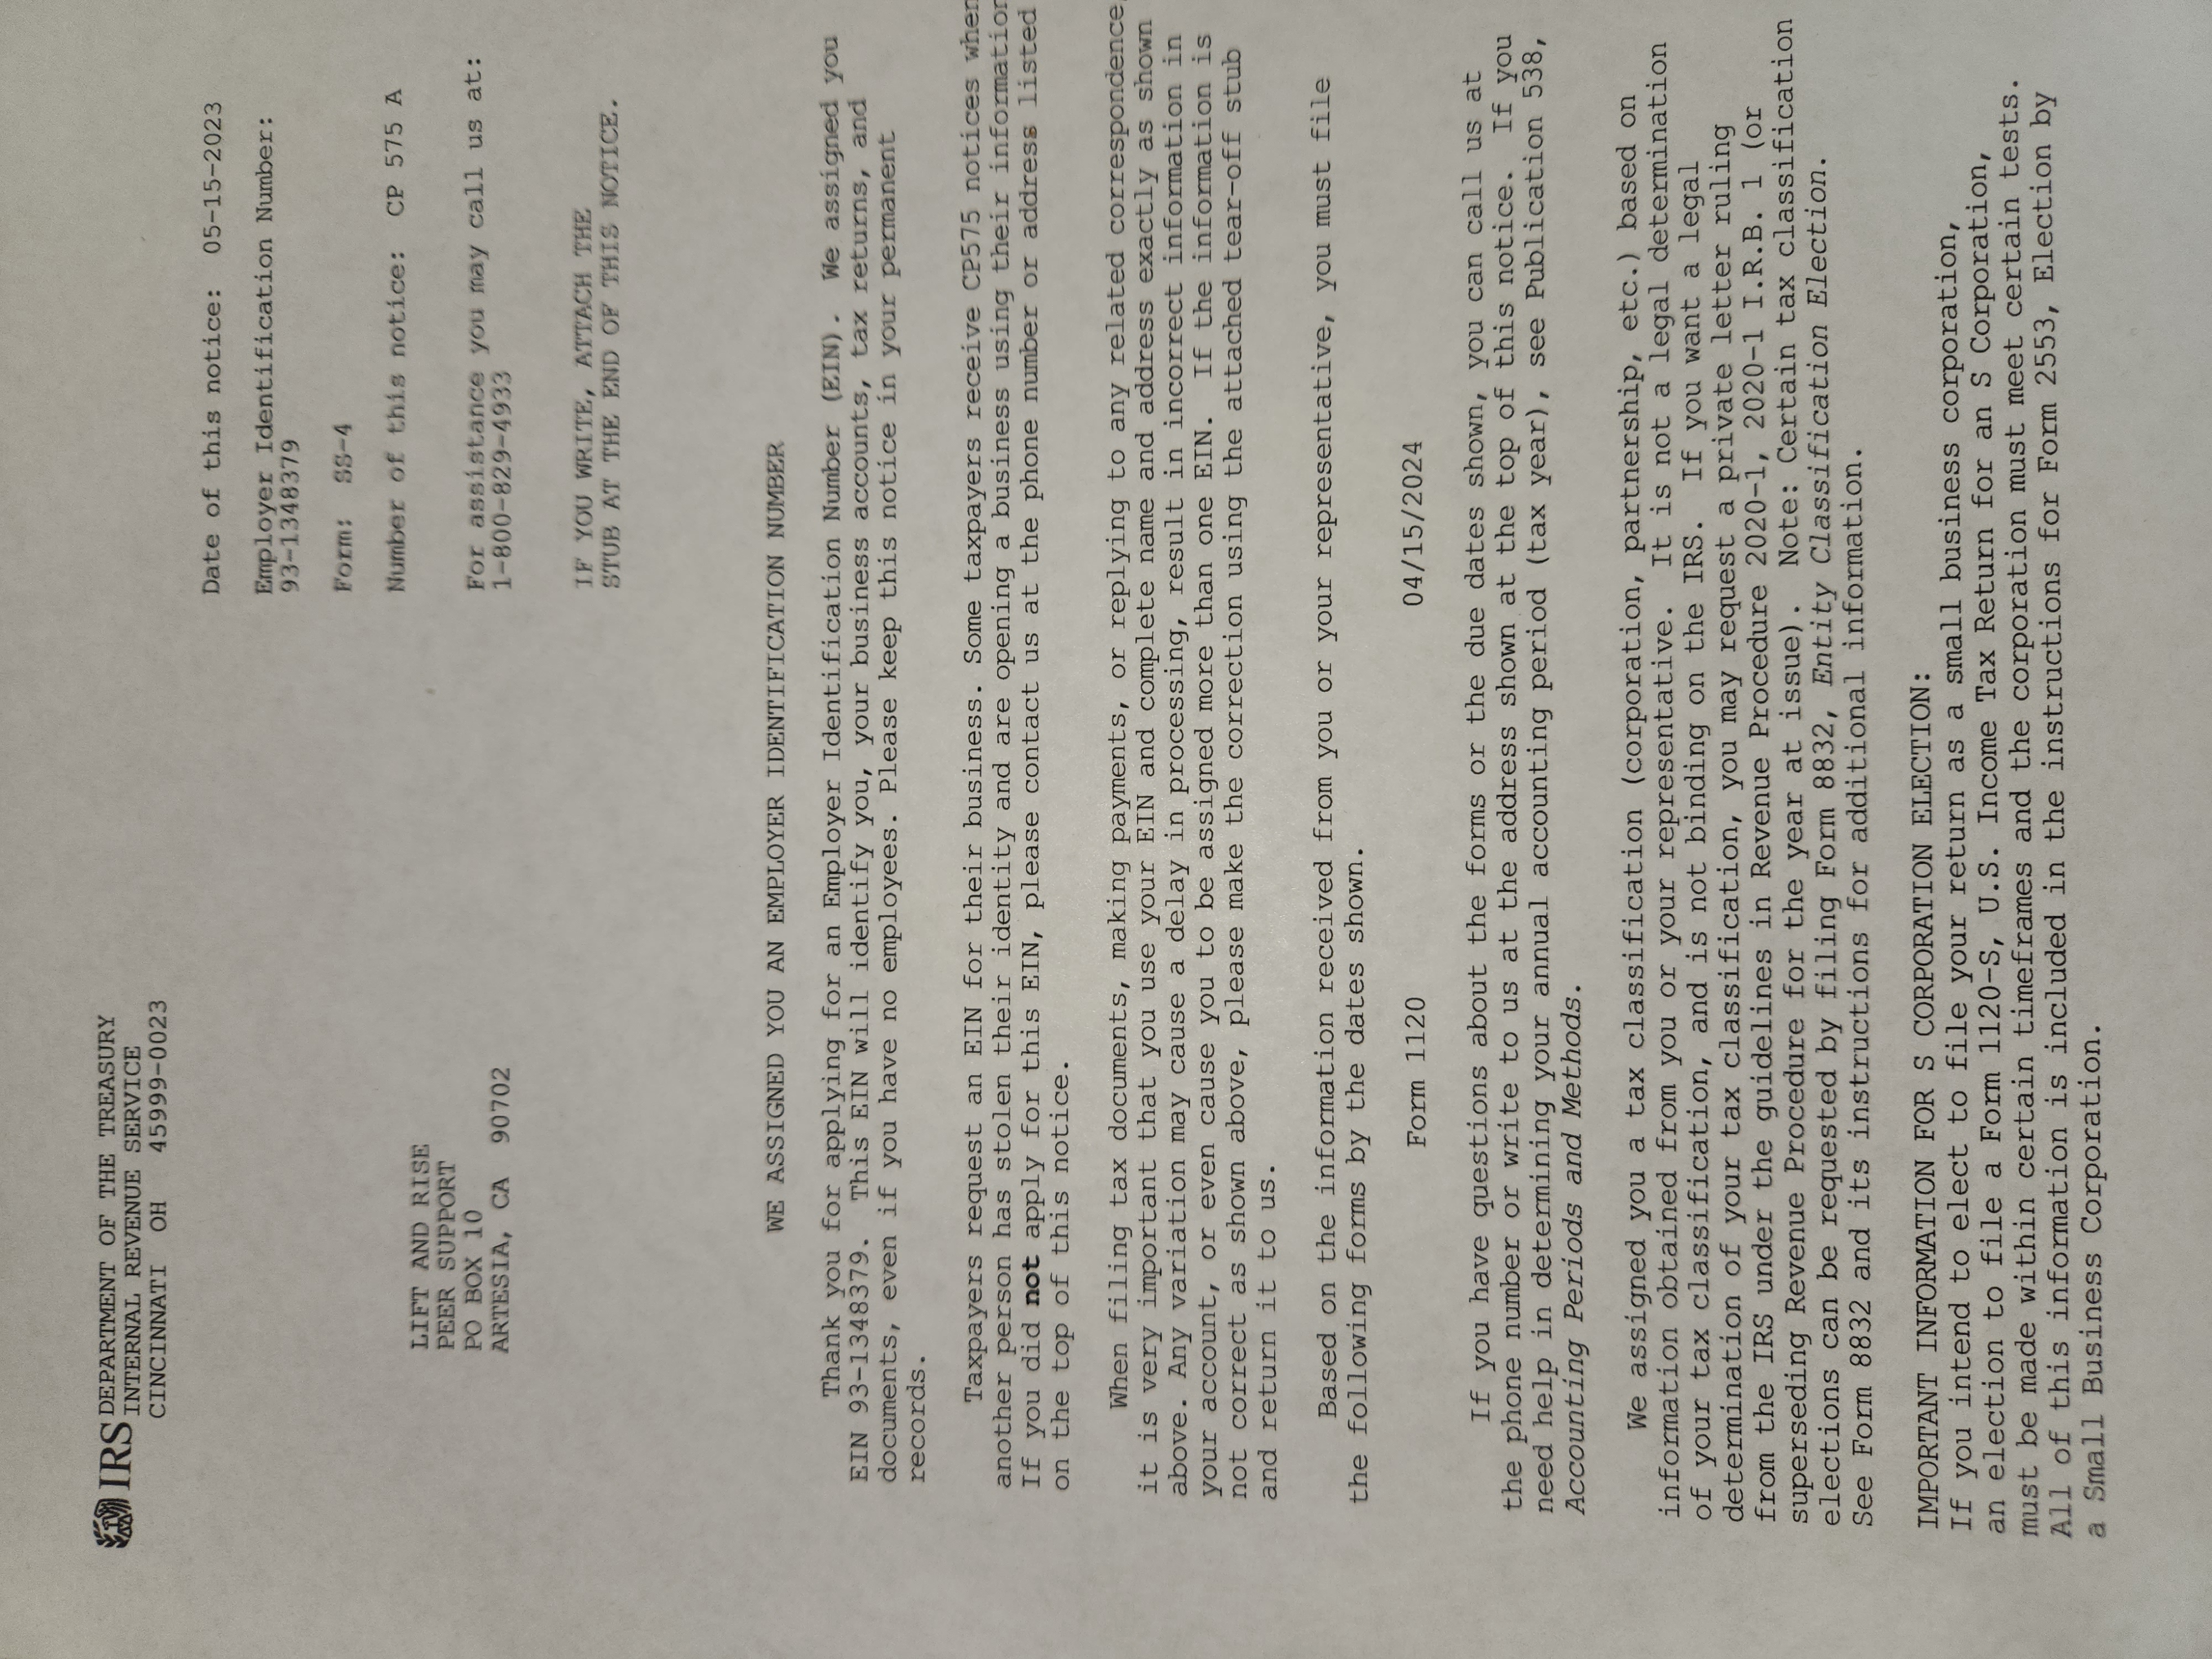 IRS DEPARTMENT OF THE TREASURY
INTERNAL REVENUE SERVICE
CINCINNATI OH 45999-0023
Date of this notice: 05-15-2023
Employer Identification Number:
93-1348379
Form: SS-4
Number of this notice: CP 575 A
LIFT AND RISE
PEER SUPPORT
PO BOX 10
ARTESIA, CA 90702
For assistance you may call us at:
1-800-829-4933
IF YOU WRITE, ATTACH THE
STUB AT THE END OF THIS NOTICE.
WE ASSIGNED YOU AN EMPLOYER IDENTIFICATION NUMBER
Thank you for applying for an Employer Identification Number (EIN). We assigned you
EIN 93-1348379. This EIN will identify you, your business accounts, tax returns, and
documents, even if you have no employees. Please keep this notice in your permanent
records.
Taxpayers request an EIN for their business. Some taxpayers receive CP575 notices when
another person has stolen their identity and are opening a business using their information
If you did not apply for this EIN, please contact us at the phone number or address listed
on the top of this notice.
When filing tax documents, making payments, or replying to any related correspondence,
it is very important that you use your EIN and complete name and address exactly as shown
above. Any variation may cause a delay in processing, result in incorrect information in
your account, or even cause you to be assigned more than one EIN. If the information is
not correct as shown above, please make the correction using the attached tear-off stub
and return it to us.
Based on the information received from you or your representative, you must file
the following forms by the dates shown.
Form 1120 04/15/2024
If you have questions about the forms or the due dates shown, you can call us at
the phone number or write to us at the address shown at the top of this notice. If you
need help in determining your annual accounting period (tax year), see Publication 538,
Accounting Periods and Methods.
We assigned you a tax classification (corporation, partnership, etc.) based on
information obtained from you or your representative. It is not a legal determination
of your tax classification, and is not binding on the IRS. If you want a legal
determination of your tax classification, you may request a private letter ruling
from the IRS under the guidelines in Revenue Procedure 2020-1, 2020-1 I.R.B. 1 (or
superseding Revenue Procedure for the year at issue). Note: Certain tax classification
elections can be requested by filing Form 8832, Entity Classification Election.
See Form 8832 and its instructions for additional information.
IMPORTANT INFORMATION FOR S CORPORATION ELECTION:
If you intend to elect to file your return as a small business corporation,
an election to file a Form 1120-S, U.S. Income Tax Return for an S Corporation,
must be made within certain timeframes and the corporation must meet certain tests.
All of this information is included in the instructions for Form 2553, Election by
a Small Business Corporation.